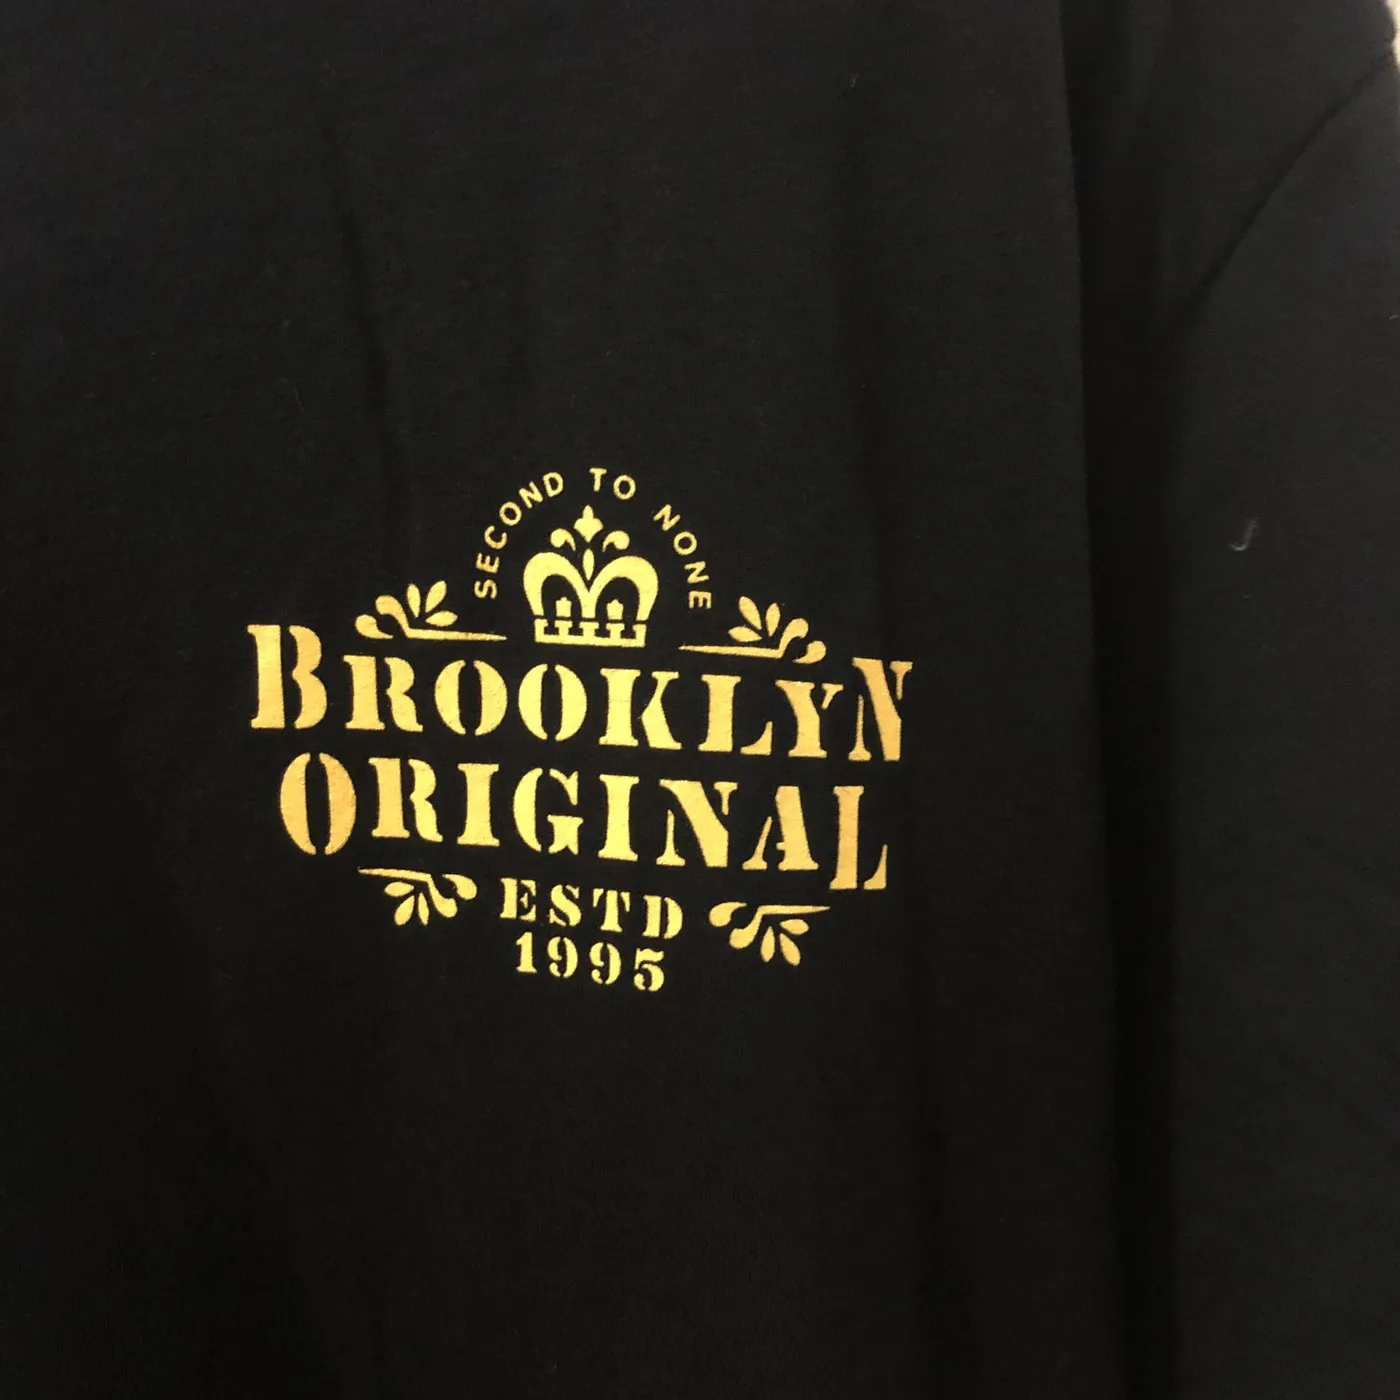 SECOND TO NONE
BROOKLYN
ORIGINAL
ESTD
1995